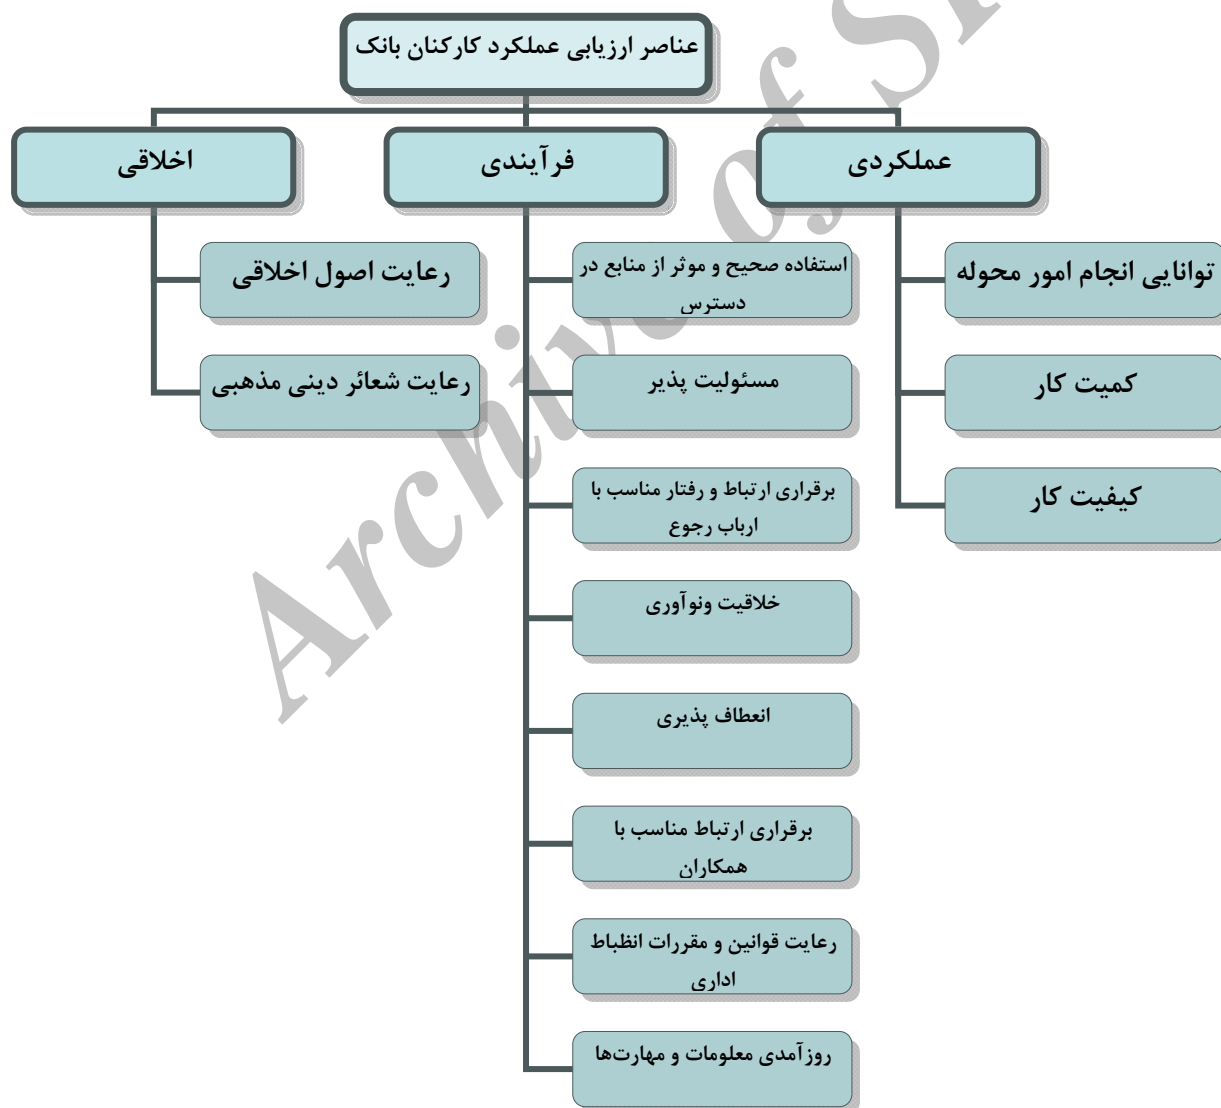 عناصر ارزیابی عملکرد کارکنان بانک
عملکردی
فرآیندی
اخلاقی
توانایی انجام امور محوله
کمیت کار
کیفیت کار
استفاده صحیح و موثر از منابع در
دسترس
مسئولیت پذیر
برقراری ارتباط و رفتار مناسب با
ارباب رجوع
خلاقیت ونوآوری
انعطاف پذیری
برقراری ارتباط مناسب با
همکاران
رعایت قوانین و مقررات انظباط
اداری
روزآمدی معلومات و مهارت‌ها
رعایت اصول اخلاقی
رعایت شعائر دینی مذهبی
Archive of